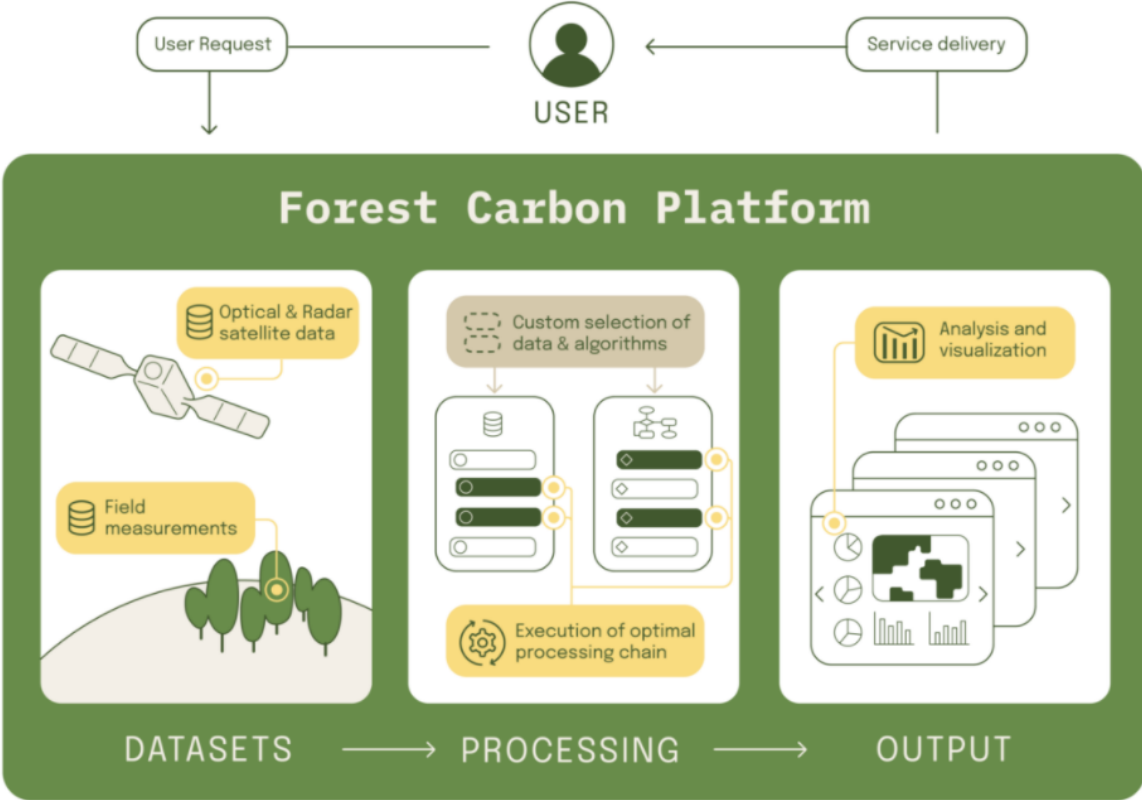 User Request
Service delivery
USER
Forest Carbon Platform
Optical & Radar
satellite data
Field
measurements
Custom selection of
data & algorithms
Execution of optimal
processing chain
Analysis and
visualization
DATASETS
PROCESSING
OUTPUT